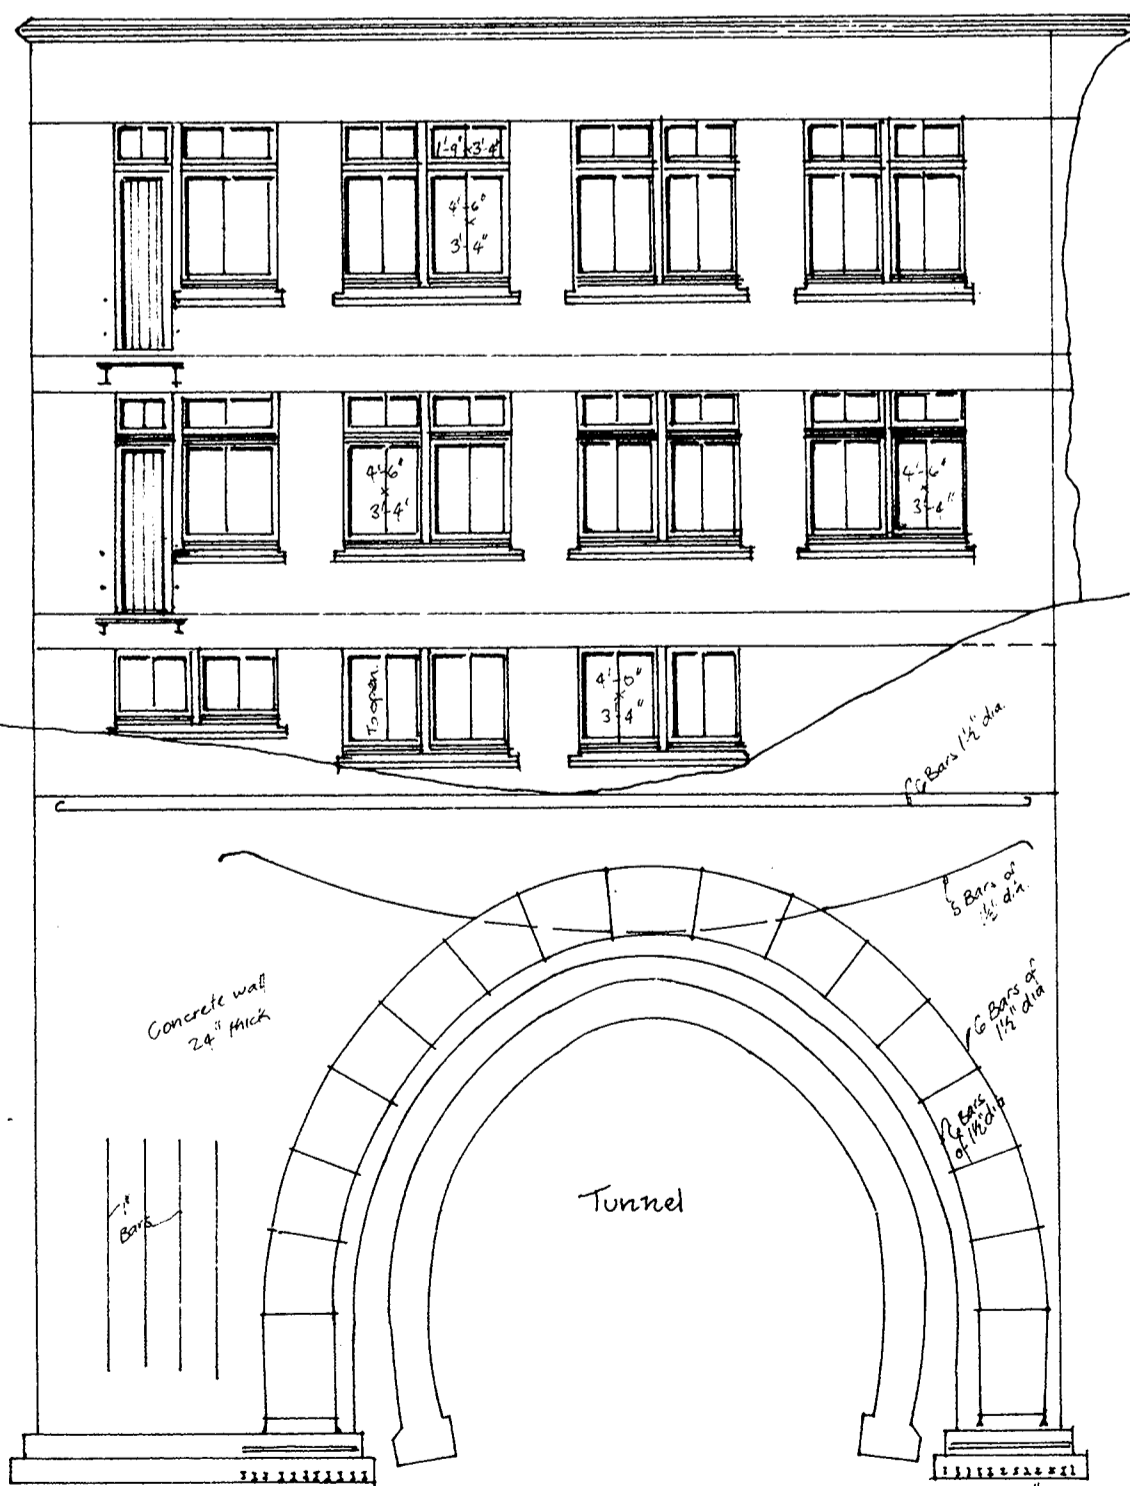 1'-9" x 3'-4"
4'-6"
x
3'-4"
4'-6"
x
3'-4'
4'-6"
x
3'-4"
To open.
4'-0"
x
3'-4"
6 Bars 1½" dia.
5 Bars of
1½" dia.
Concrete wall
24" thick
6 Bars of
1½" dia
6 Bars
of 1½" dia
1"
Bars
Tunnel